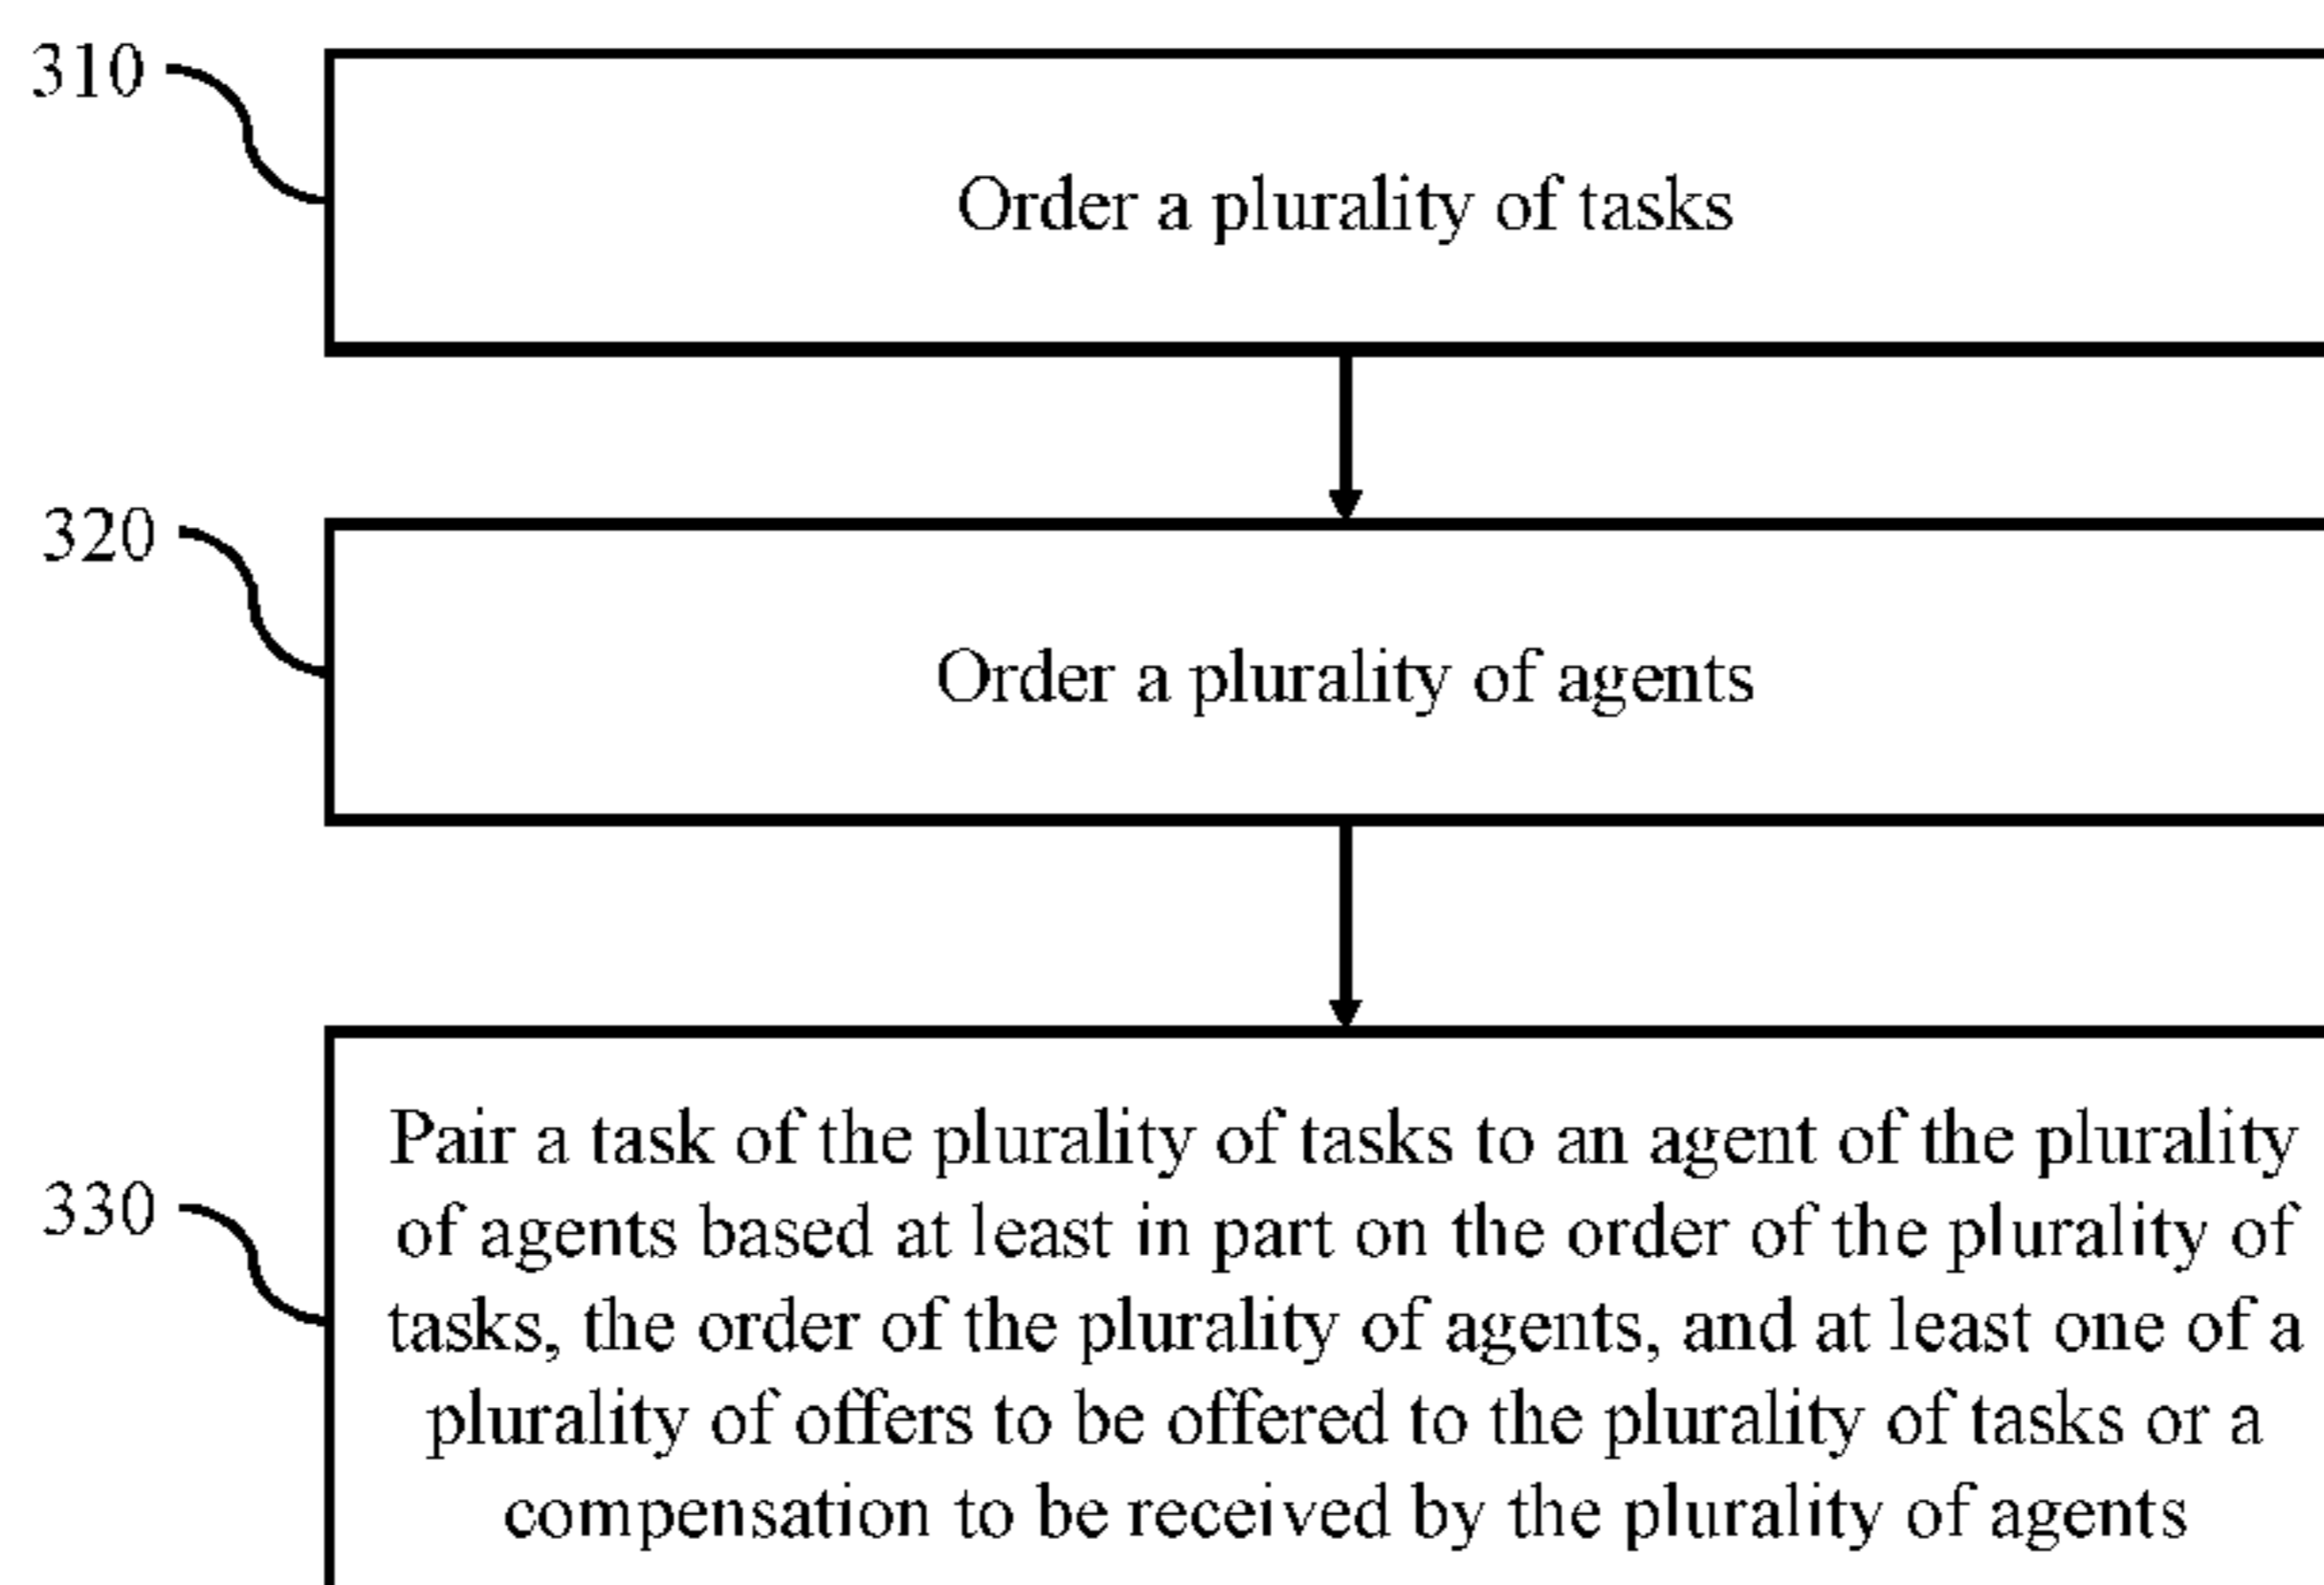 310
Order a plurality of tasks
320
Order a plurality of agents
330
Pair a task of the plurality of tasks to an agent of the plurality
of agents based at least in part on the order of the plurality of
tasks, the order of the plurality of agents, and at least one of a
plurality of offers to be offered to the plurality of tasks or a
compensation to be received by the plurality of agents